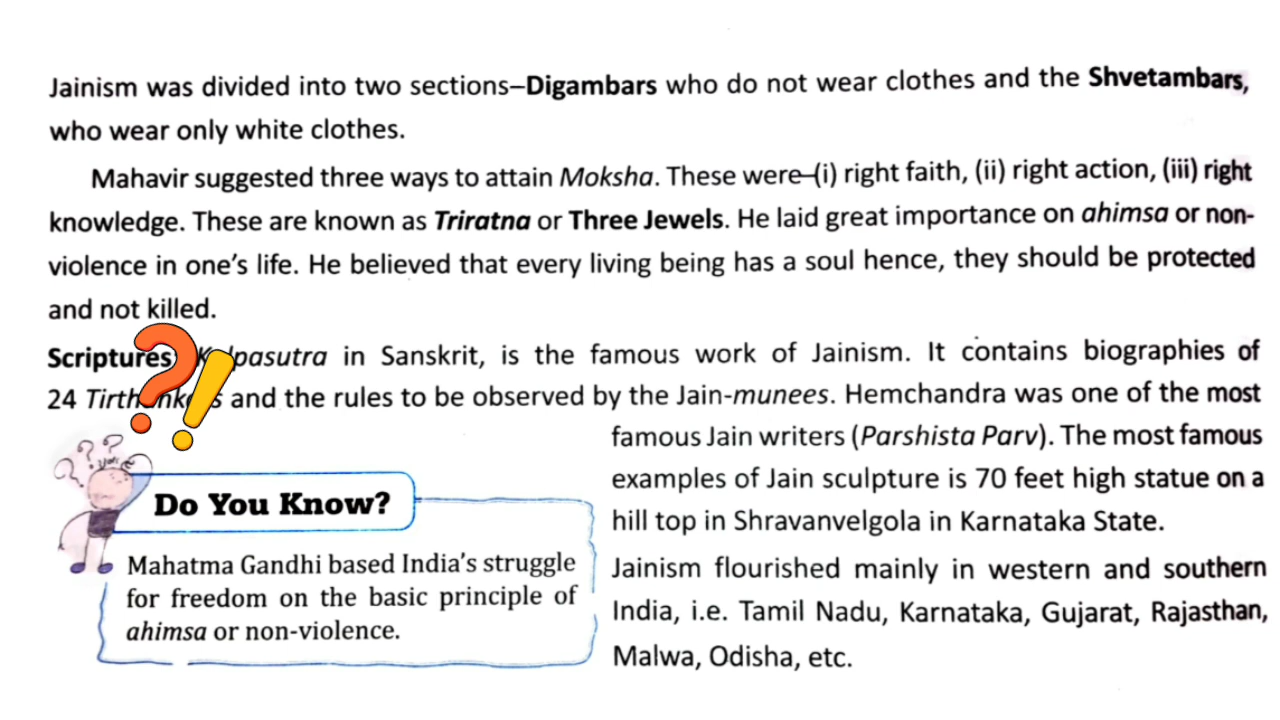 Jainism was divided into two sections–Digambars who do not wear clothes and the Shvetambars,
who wear only white clothes.
Mahavir suggested three ways to attain Moksha. These were–(i) right faith, (ii) right action, (iii) right
knowledge. These are known as Triratna or Three Jewels. He laid great importance on ahimsa or non-
violence in one's life. He believed that every living being has a soul hence, they should be protected
and not killed.
Scriptures in Sanskrit, is the famous work of Jainism. It contains biographies of
24 and the rules to be observed by the Jain-munees. Hemchandra was one of the most
famous Jain writers (Parshista Parv). The most famous
examples of Jain sculpture is 70 feet high statue on a
hill top in Shravanvelgola in Karnataka State.
Do You Know?
Mahatma Gandhi based India's struggle
for freedom on the basic principle of
ahimsa or non-violence.
Jainism flourished mainly in western and southern
India, i.e. Tamil Nadu, Karnataka, Gujarat, Rajasthan,
Malwa, Odisha, etc.